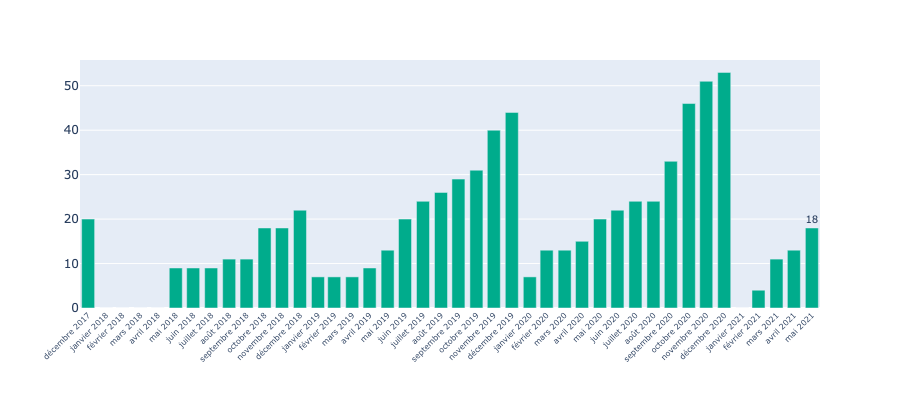 50
40
30
20
10
0
18
décembre 2017
janvier 2018
février 2018
mars 2018
avril 2018
mai 2018
juin 2018
juillet 2018
août 2018
septembre 2018
octobre 2018
novembre 2018
décembre 2018
janvier 2019
février 2019
mars 2019
avril 2019
mai 2019
juin 2019
juillet 2019
août 2019
septembre 2019
octobre 2019
novembre 2019
décembre 2019
janvier 2020
février 2020
mars 2020
avril 2020
mai 2020
juin 2020
juillet 2020
août 2020
septembre 2020
octobre 2020
novembre 2020
décembre 2020
janvier 2021
février 2021
mars 2021
avril 2021
mai 2021